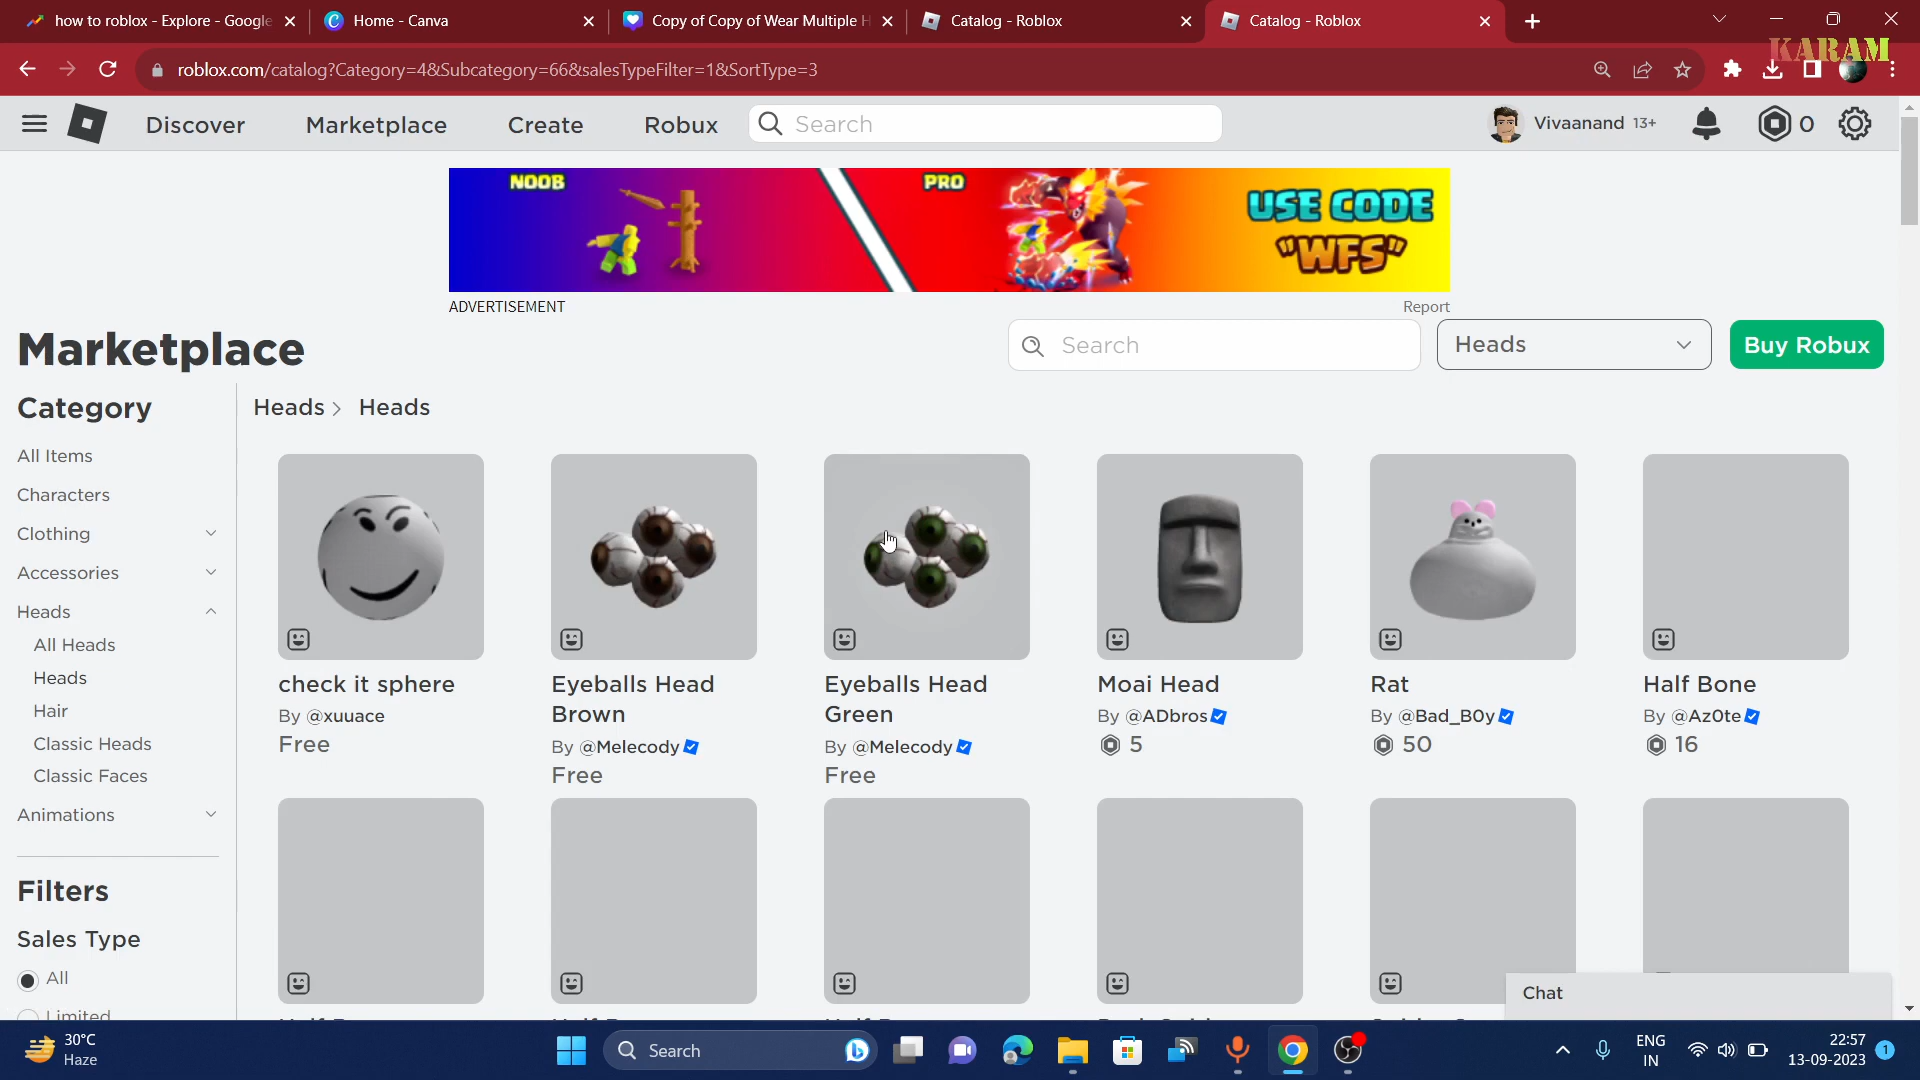 how to roblox - Explore - Google
Home - Canva
Copy of Copy of Wear Multiple H
Catalog - Roblox
Catalog - Roblox
KARAM
roblox.com/catalog?Category=4&Subcategory=66&salesTypeFilter=1&SortType=3
Discover
Marketplace
Create
Robux
Search
Vivaanand 13+
0
NOOB
PRO
USE CODE
"WFS"
ADVERTISEMENT
Report
Marketplace
Search
Heads
Buy Robux
Category
Heads > Heads
All Items
Characters
Clothing
Accessories
Heads
All Heads
Heads
Hair
Classic Heads
Classic Faces
Animations
Filters
Sales Type
All
Limited
check it sphere
By @xuuace
Free
Eyeballs Head
Brown
By @Melecody
Free
Eyeballs Head
Green
By @Melecody
Free
Moai Head
By @ADbros
5
Rat
By @Bad_B0y
50
Half Bone
By @Az0te
16
Chat
30°C
Haze
Search
ENG
IN
22:57
13-09-2023
1